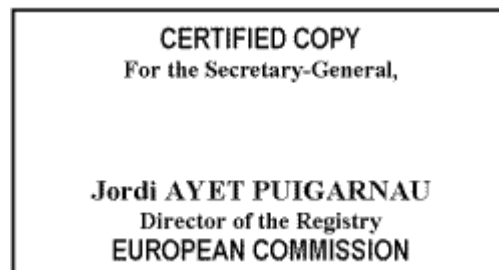 CERTIFIED COPY
For the Secretary-General,
Jordi AYET PUIGARNAU
Director of the Registry
EUROPEAN COMMISSION